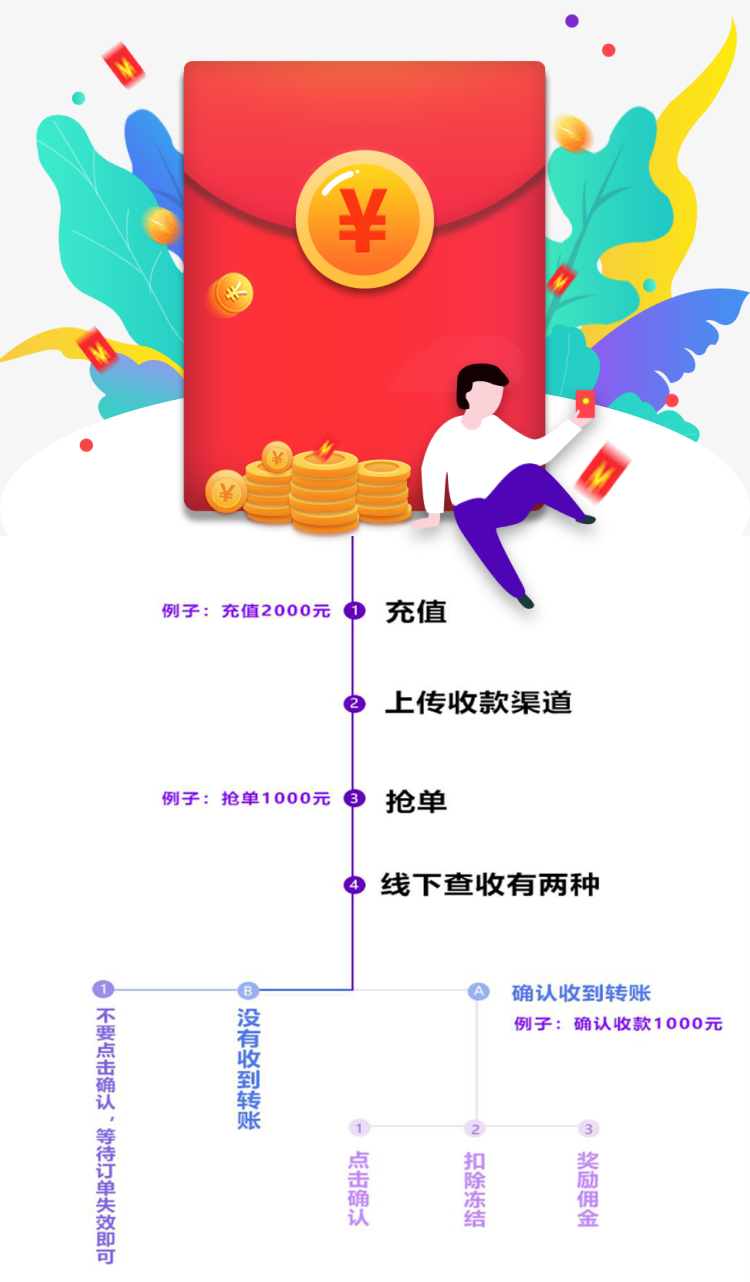 ¥
¥
¥
¥
例子：充值2000元
1
充值
2
上传收款渠道
例子：抢单1000元
3
抢单
4
线下查收有两种
1
B
A
确认收到转账
例子：确认收款1000元
不要点击确认，等待订单失效即可
没有收到转账
1
2
3
点击确认
扣除冻结
奖励佣金